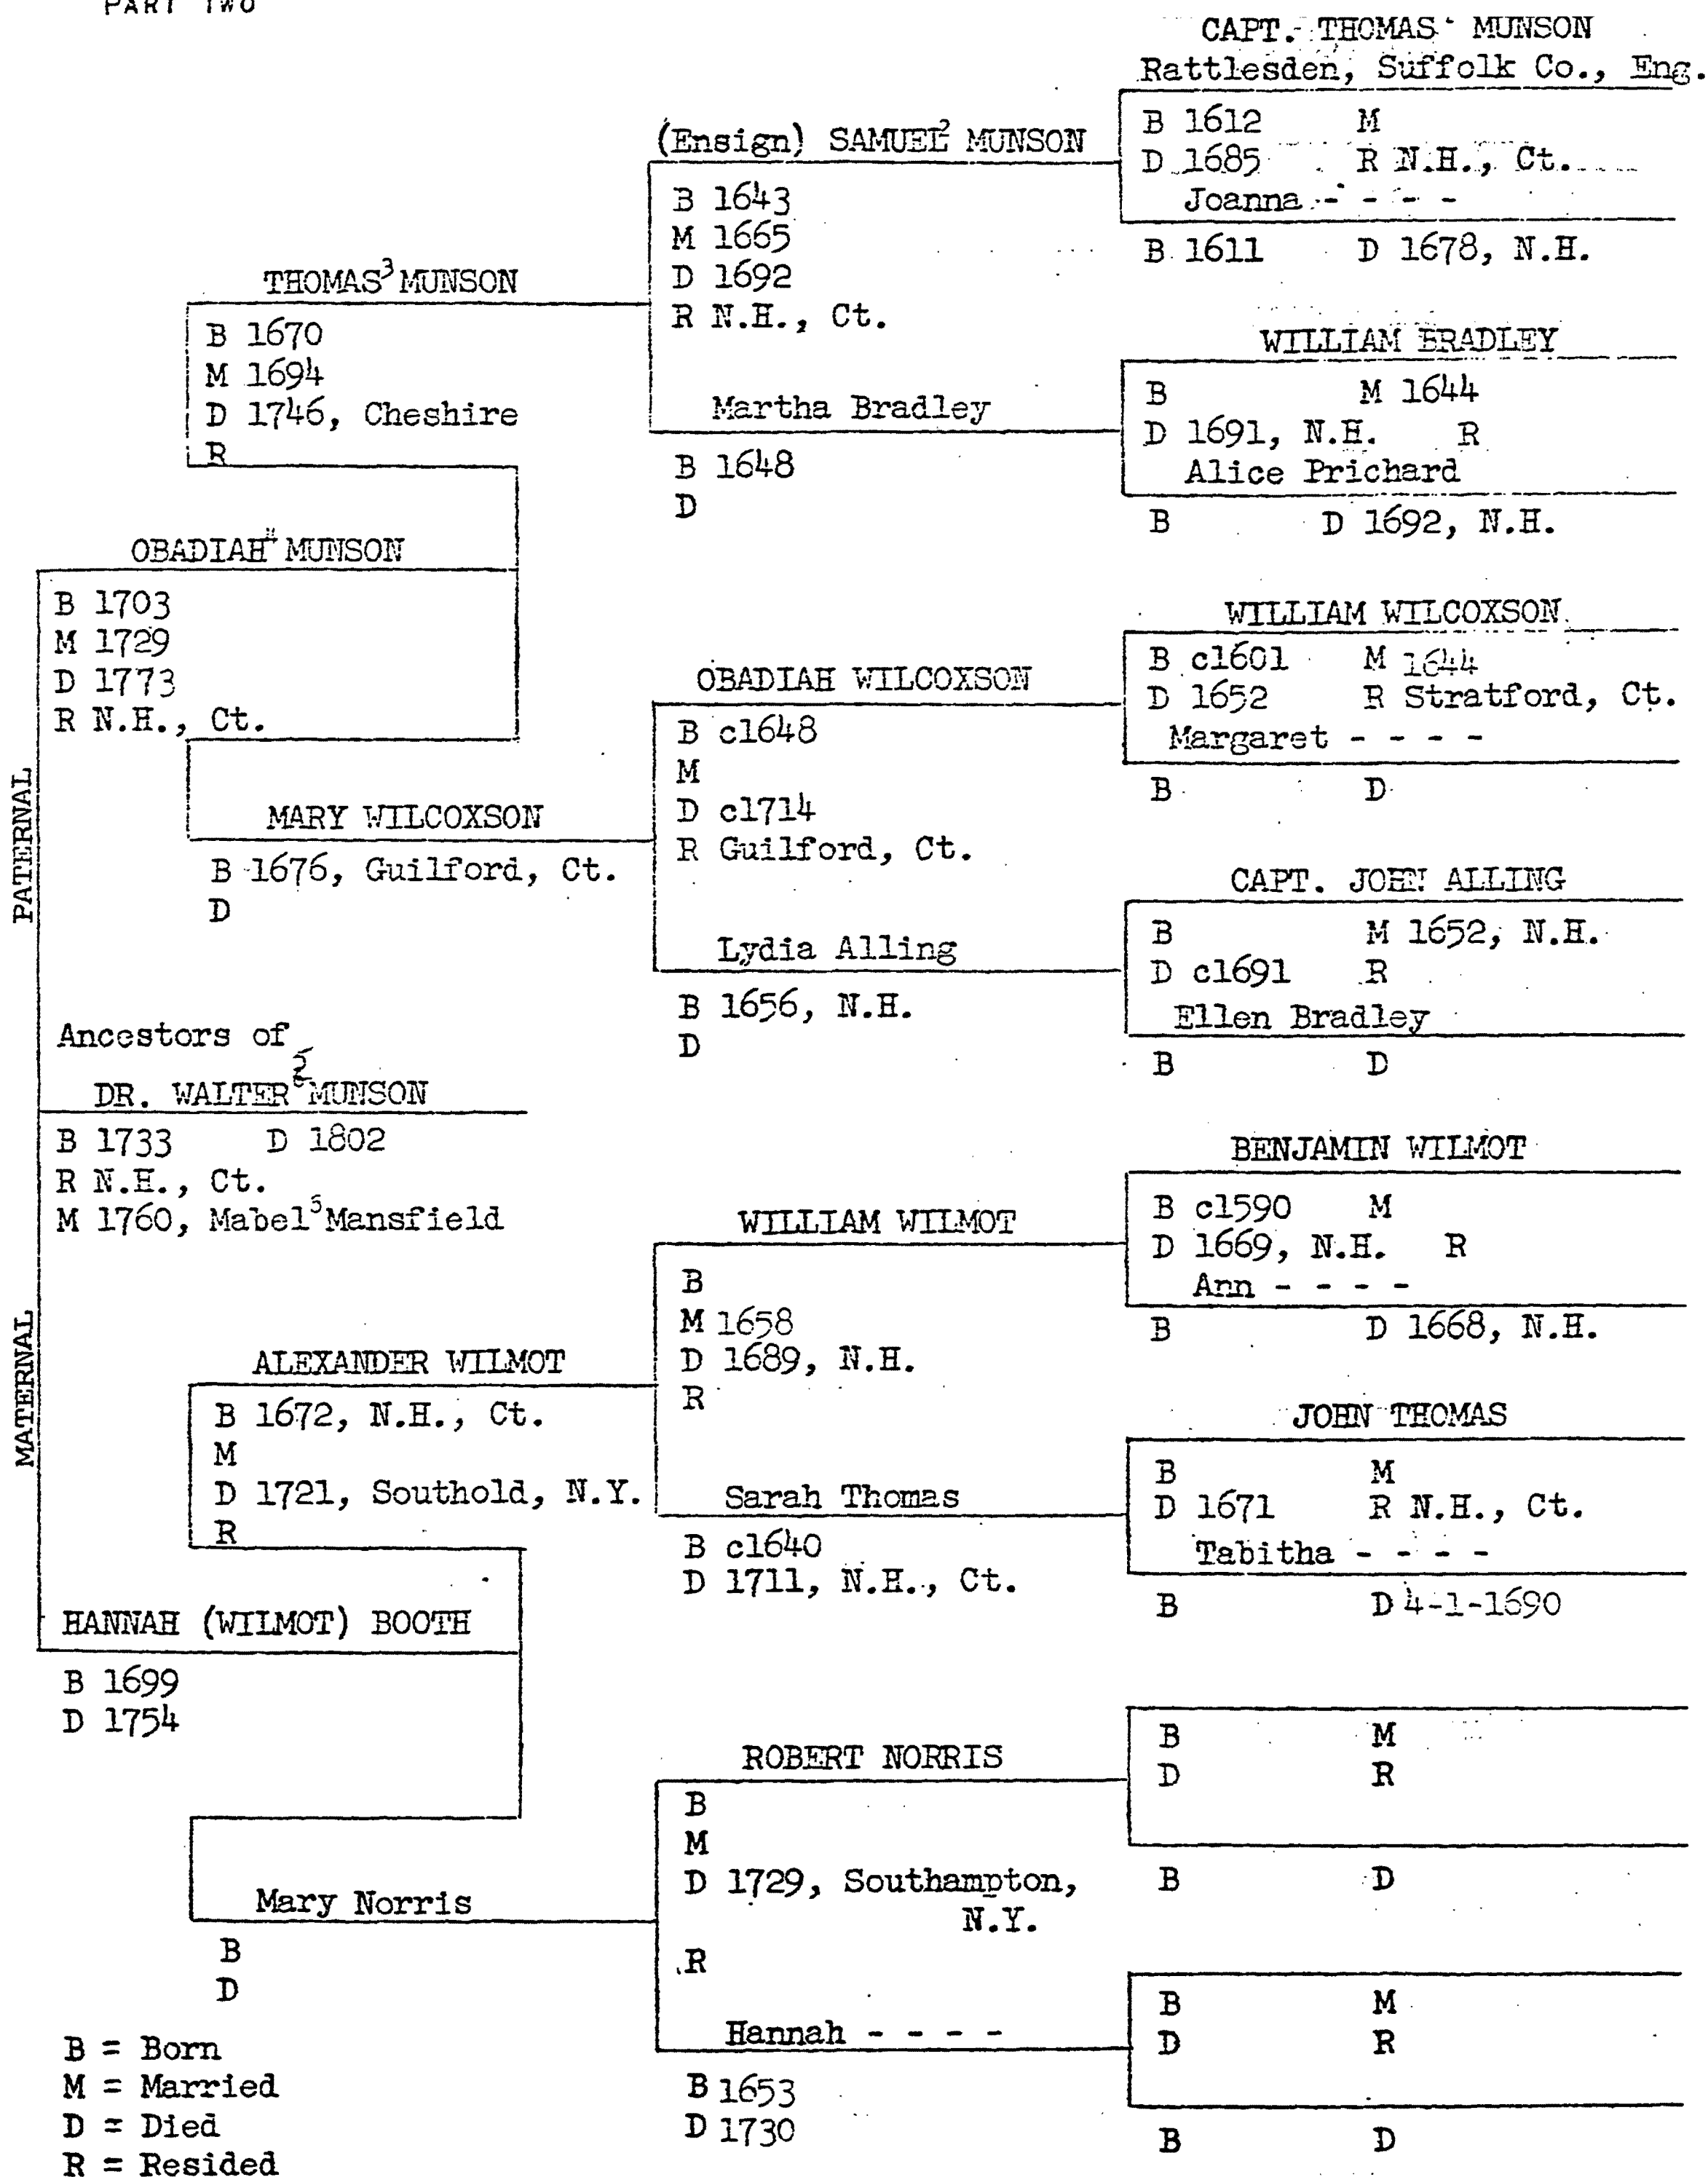 PART TWO
CAPT. THOMAS MUNSON
Rattlesden, Suffolk Co., Eng.
B 1612 M
D 1685 R N.H., Ct.
Joanna - - - -
B 1611 D 1678, N.H.
(Ensign) SAMUEL² MUNSON
B 1643
M 1665
D 1692
R N.H., Ct.
WILLIAM BRADLEY
B M 1644
D 1691, N.H. R
Alice Prichard
B D 1692, N.H.
Martha Bradley
B 1648
D
THOMAS³ MUNSON
B 1670
M 1694
D 1746, Cheshire
R
OBADIAH⁴ MUNSON
B 1703
M 1729
D 1773
R N.H., Ct.
WILLIAM WILCOXSON
B c1601 M 1644
D 1652 R Stratford, Ct.
Margaret - - - -
B D
OBADIAH WILCOXSON
B c1648
M
D c1714
R Guilford, Ct.
MARY WILCOXSON
B 1676, Guilford, Ct.
D
CAPT. JOHN ALLING
B M 1652, N.H.
D c1691 R
Ellen Bradley
B D
Lydia Alling
B 1656, N.H.
D
PATERNAL
Ancestors of
DR. WALTER⁵ MUNSON
B 1733 D 1802
R N.H., Ct.
M 1760, Mabel⁵ Mansfield
MATERNAL
BENJAMIN WILMOT
B c1590 M
D 1669, N.H. R
Ann - - - -
B D 1668, N.H.
WILLIAM WILMOT
B
M 1658
D 1689, N.H.
R
ALEXANDER WILMOT
B 1672, N.H., Ct.
M
D 1721, Southold, N.Y.
R
JOHN THOMAS
B M
D 1671 R N.H., Ct.
Tabitha - - - -
B D 4-1-1690
Sarah Thomas
B c1640
D 1711, N.H., Ct.
HANNAH (WILMOT) BOOTH
B 1699
D 1754
B M
D R
B D
ROBERT NORRIS
B
M
D 1729, Southampton,
N.Y.
R
Mary Norris
B
D
B M
D R
B D
Hannah - - - -
B 1653
D 1730
B = Born
M = Married
D = Died
R = Resided